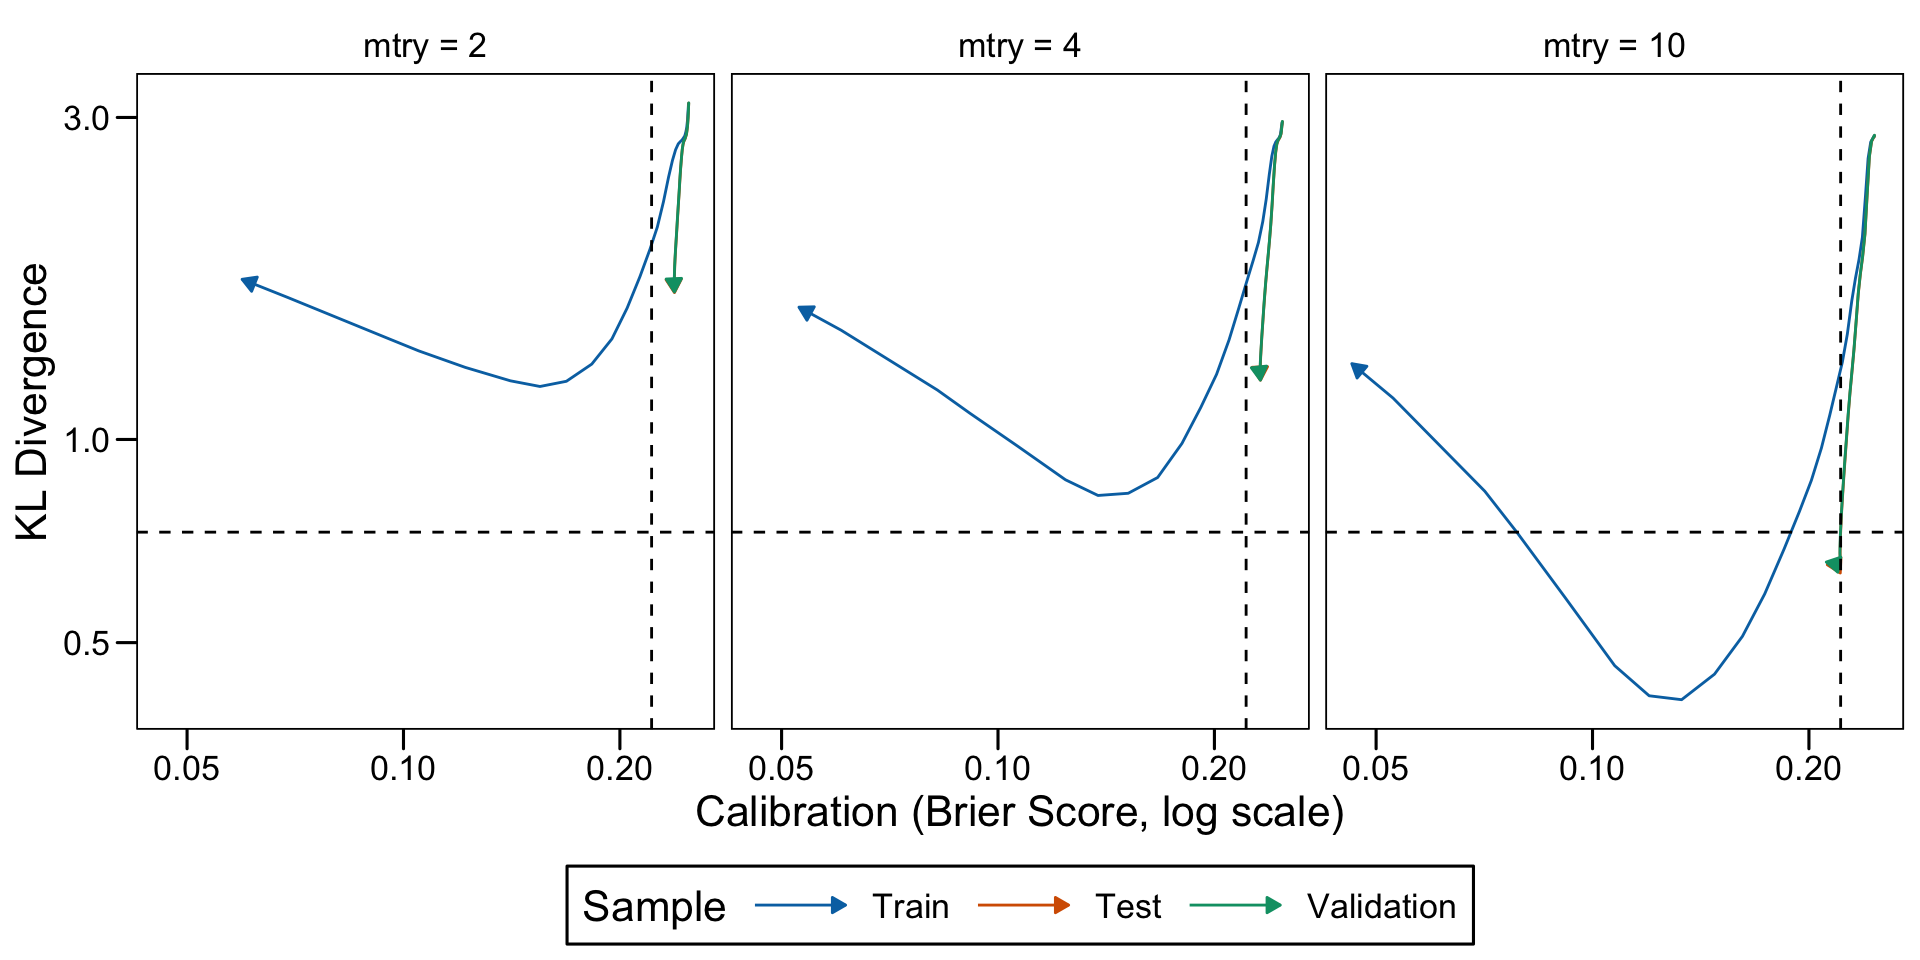 mtry = 2
mtry = 4
mtry = 10
KL Divergence
3.0
1.0
0.5
0.05
0.10
0.20
0.05
0.10
0.20
0.05
0.10
0.20
Calibration (Brier Score, log scale)
Sample
Train
Test
Validation